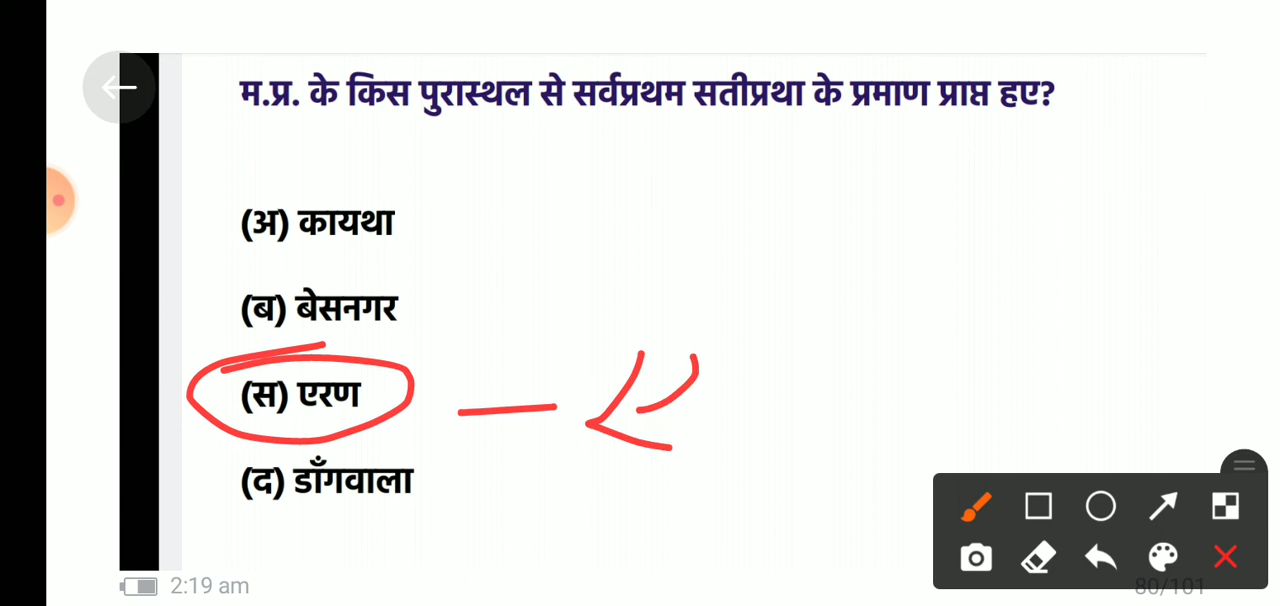 म.प्र. के किस पुरास्थल से सर्वप्रथम सतीप्रथा के प्रमाण प्राप्त हुए?
(अ) कायथा
(ब) बेसनगर
(स) एरण
(द) डाँगवाला
2:19 am
80/101